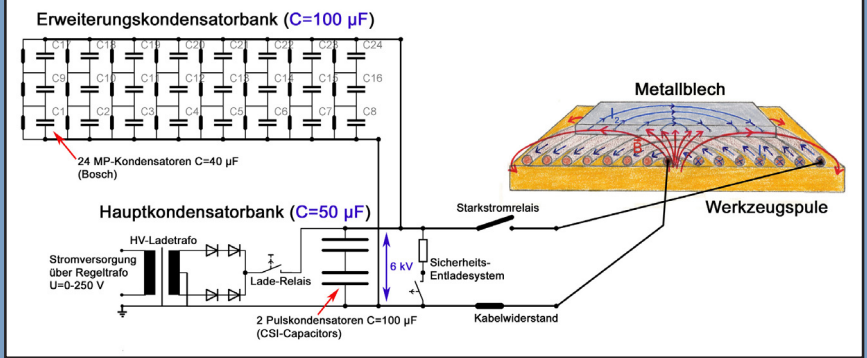 Erweiterungskondensatorbank (C=100 µF)
C17 C18 C19 C20 C21 C22 C23 C24
C9 C10 C11 C12 C13 C14 C15 C16
C1 C2 C3 C4 C5 C6 C7 C8
24 MP-Kondensatoren C=40 µF
(Bosch)
Metallblech
I2
B
I
Werkzeugspule
Hauptkondensatorbank (C=50 µF)
HV-Ladetrafo
Stromversorgung
über Regeltrafo
U=0-250 V
Lade-Relais
6 kV
Starkstromrelais
Sicherheits-
Entladesystem
2 Pulskondensatoren C=100 µF
(CSI-Capacitors)
Kabelwiderstand